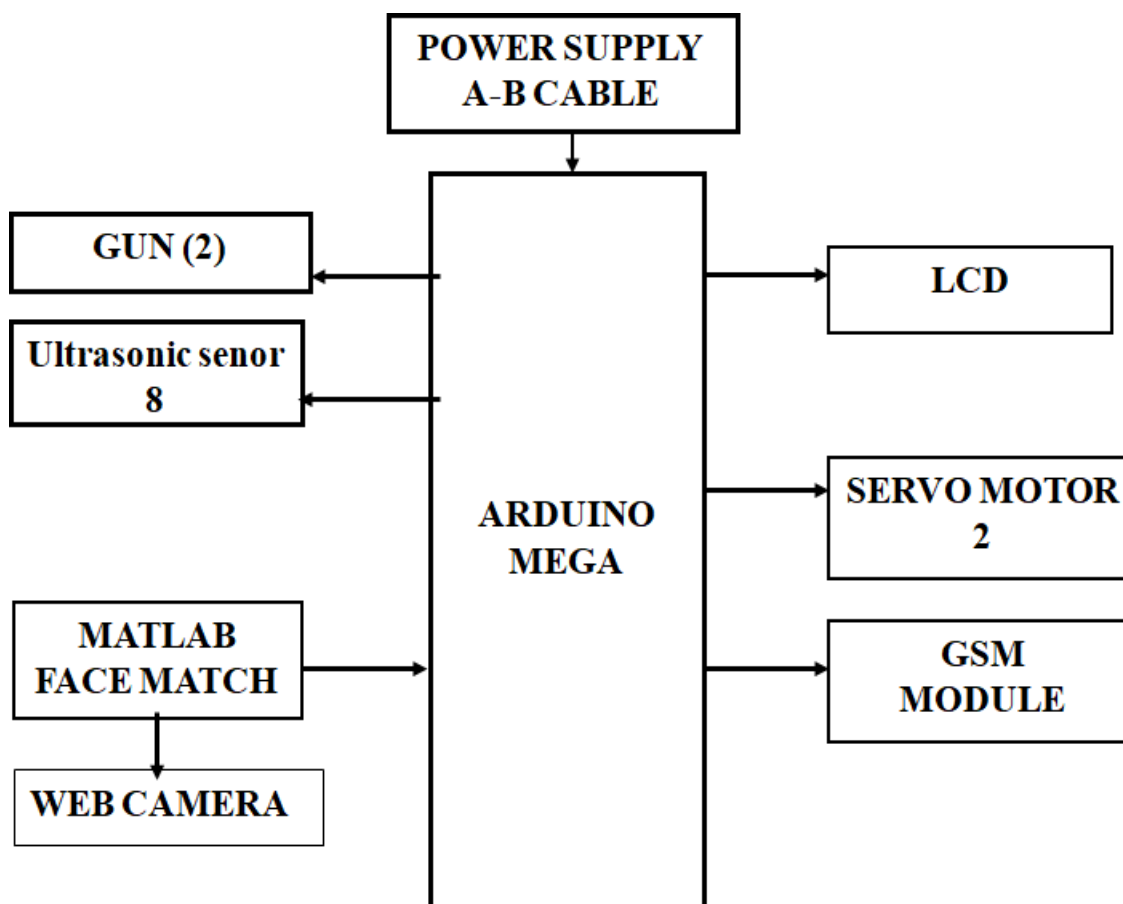 POWER SUPPLY
A-B CABLE
GUN (2)
LCD
Ultrasonic senor
8
SERVO MOTOR
2
ARDUINO
MEGA
MATLAB
FACE MATCH
GSM
MODULE
WEB CAMERA